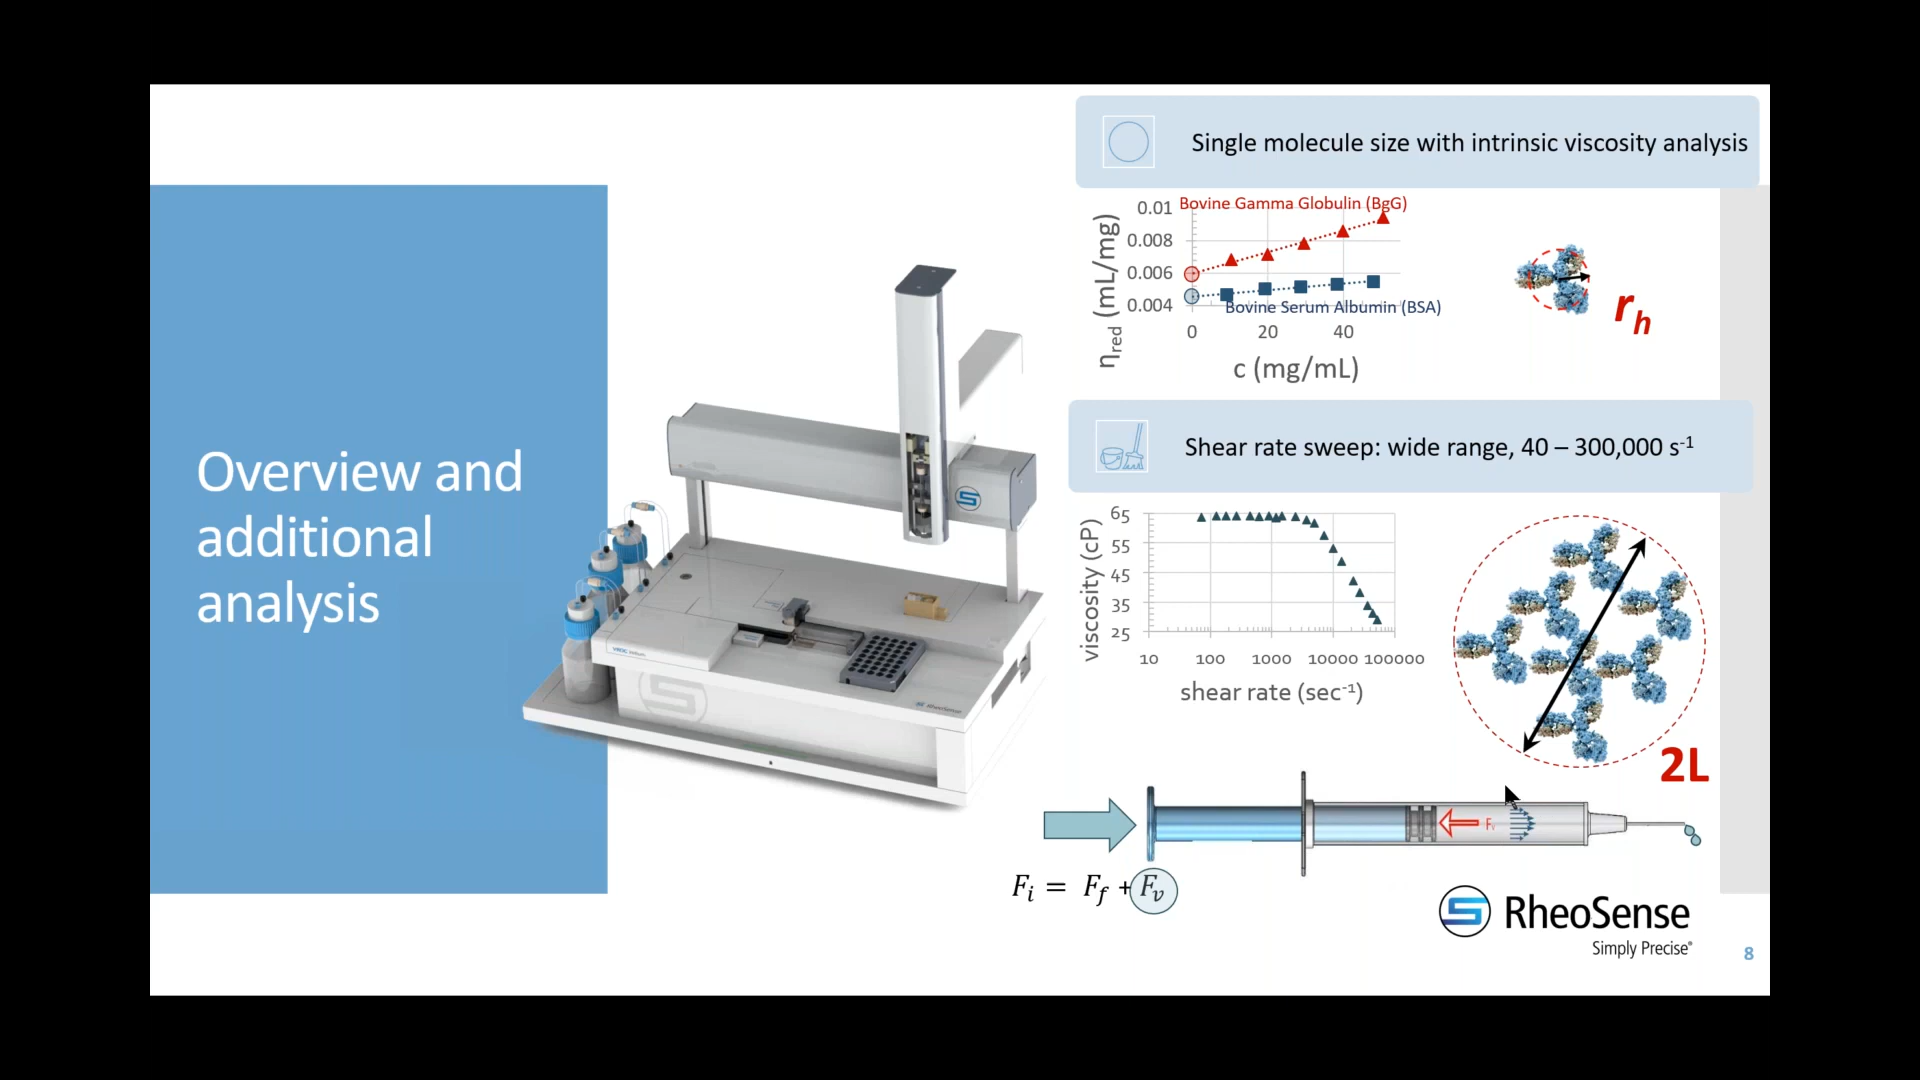 Overview and
additional
analysis
Single molecule size with intrinsic viscosity analysis
Bovine Gamma Globulin (BgG)
0.01
0.008
0.006
0.004
ηred (mL/mg)
Bovine Serum Albumin (BSA)
0 20 40
c (mg/mL)
rh
Shear rate sweep: wide range, 40 – 300,000 s-1
65
55
45
35
25
viscosity (cP)
10 100 1000 10000 100000
shear rate (sec-1)
2L
Fv
Fi = Ff + Fv
RheoSense
RheoSense
Simply Precise®
8